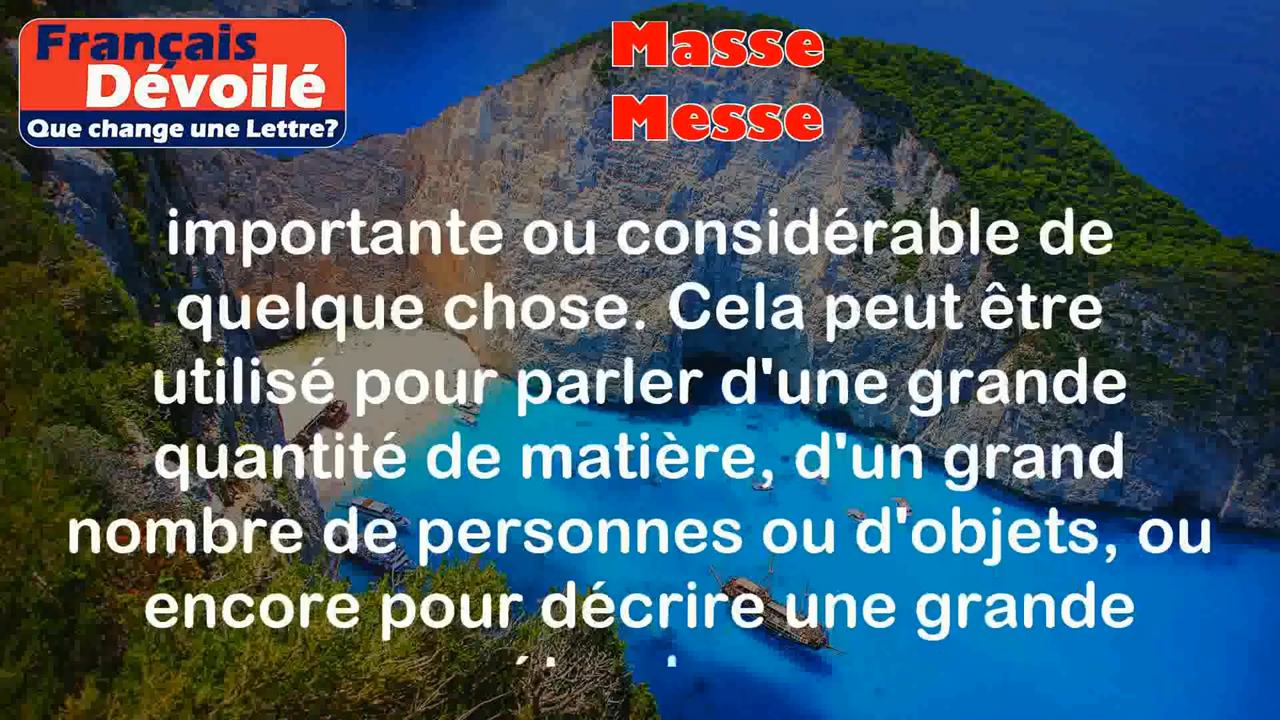 Français
Dévoilé
Que change une Lettre?
Masse
Messe
importante ou considérable de
quelque chose. Cela peut être
utilisé pour parler d'une grande
quantité de matière, d'un grand
nombre de personnes ou d'objets, ou
encore pour décrire une grande